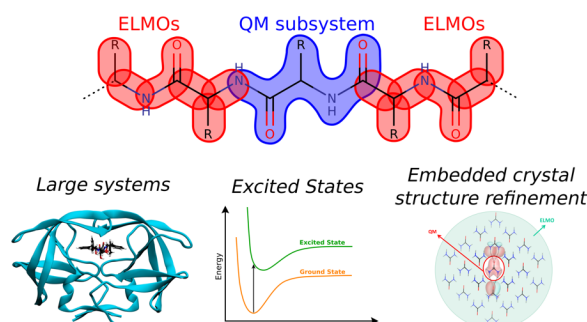 ELMOs
QM subsystem
ELMOs
R
O
H
N
R
O
R
N
H
O
R
O
N
H
R
O
H
N
R
N
H
O
R
Large systems
Excited States
Embedded crystal
structure refinement
Energy
Excited State
Ground State
QM
ELMO